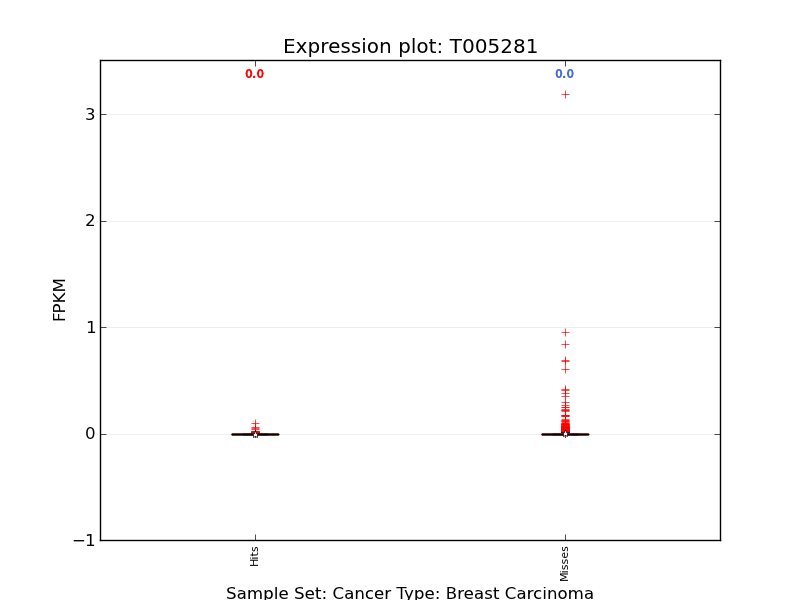 Expression plot: T005281
0.0 0.0
3
2
1
0
−1
FPKM
Hits Misses
Sample Set: Cancer Type: Breast Carcinoma